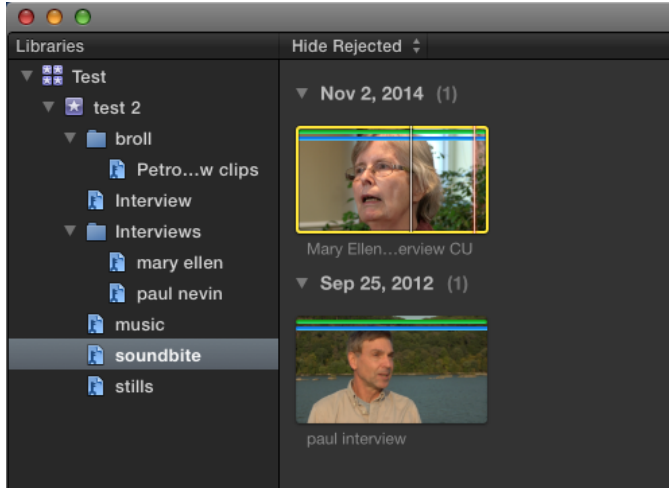 Libraries
Hide Rejected
Test
test 2
broll
Petro...w clips
Interview
Interviews
mary ellen
paul nevin
music
soundbite
stills
Nov 2, 2014 (1)
Mary Ellen...erview CU
Sep 25, 2012 (1)
paul interview